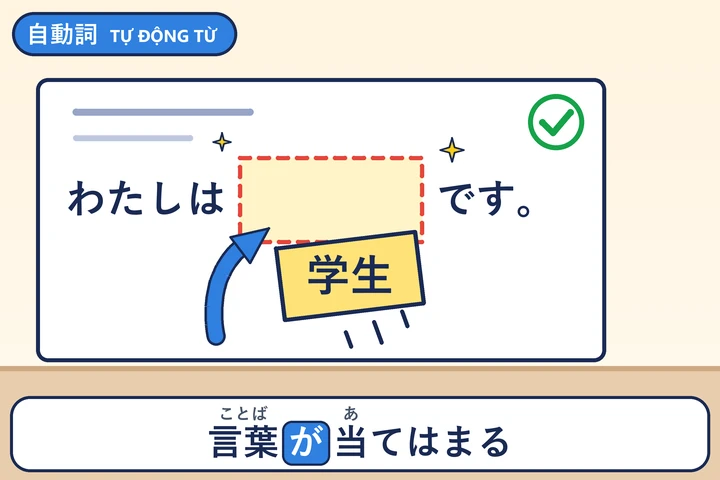 自動詞 TỰ ĐỘNG TỪ
わたしは です。
学生
ことば あ
言葉が当てはまる